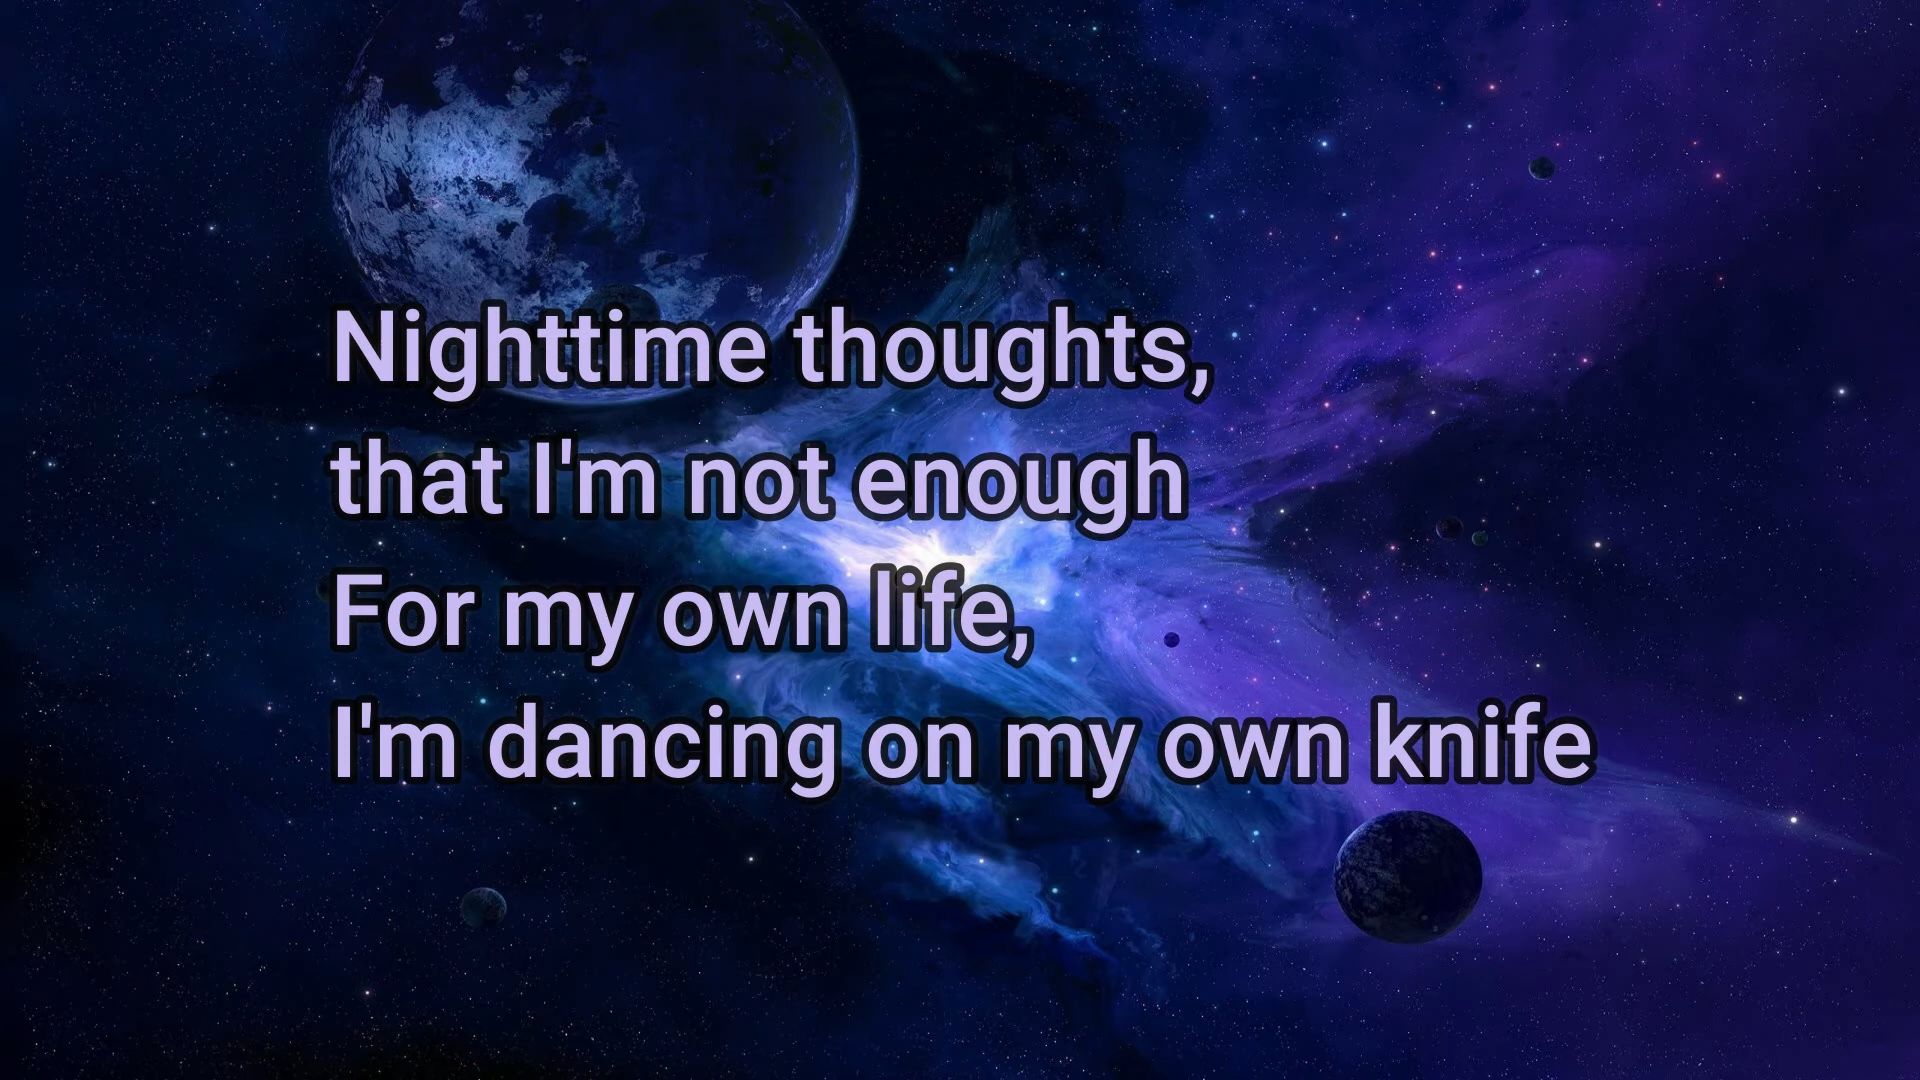 Nighttime thoughts,
that I'm not enough
For my own life,
I'm dancing on my own knife